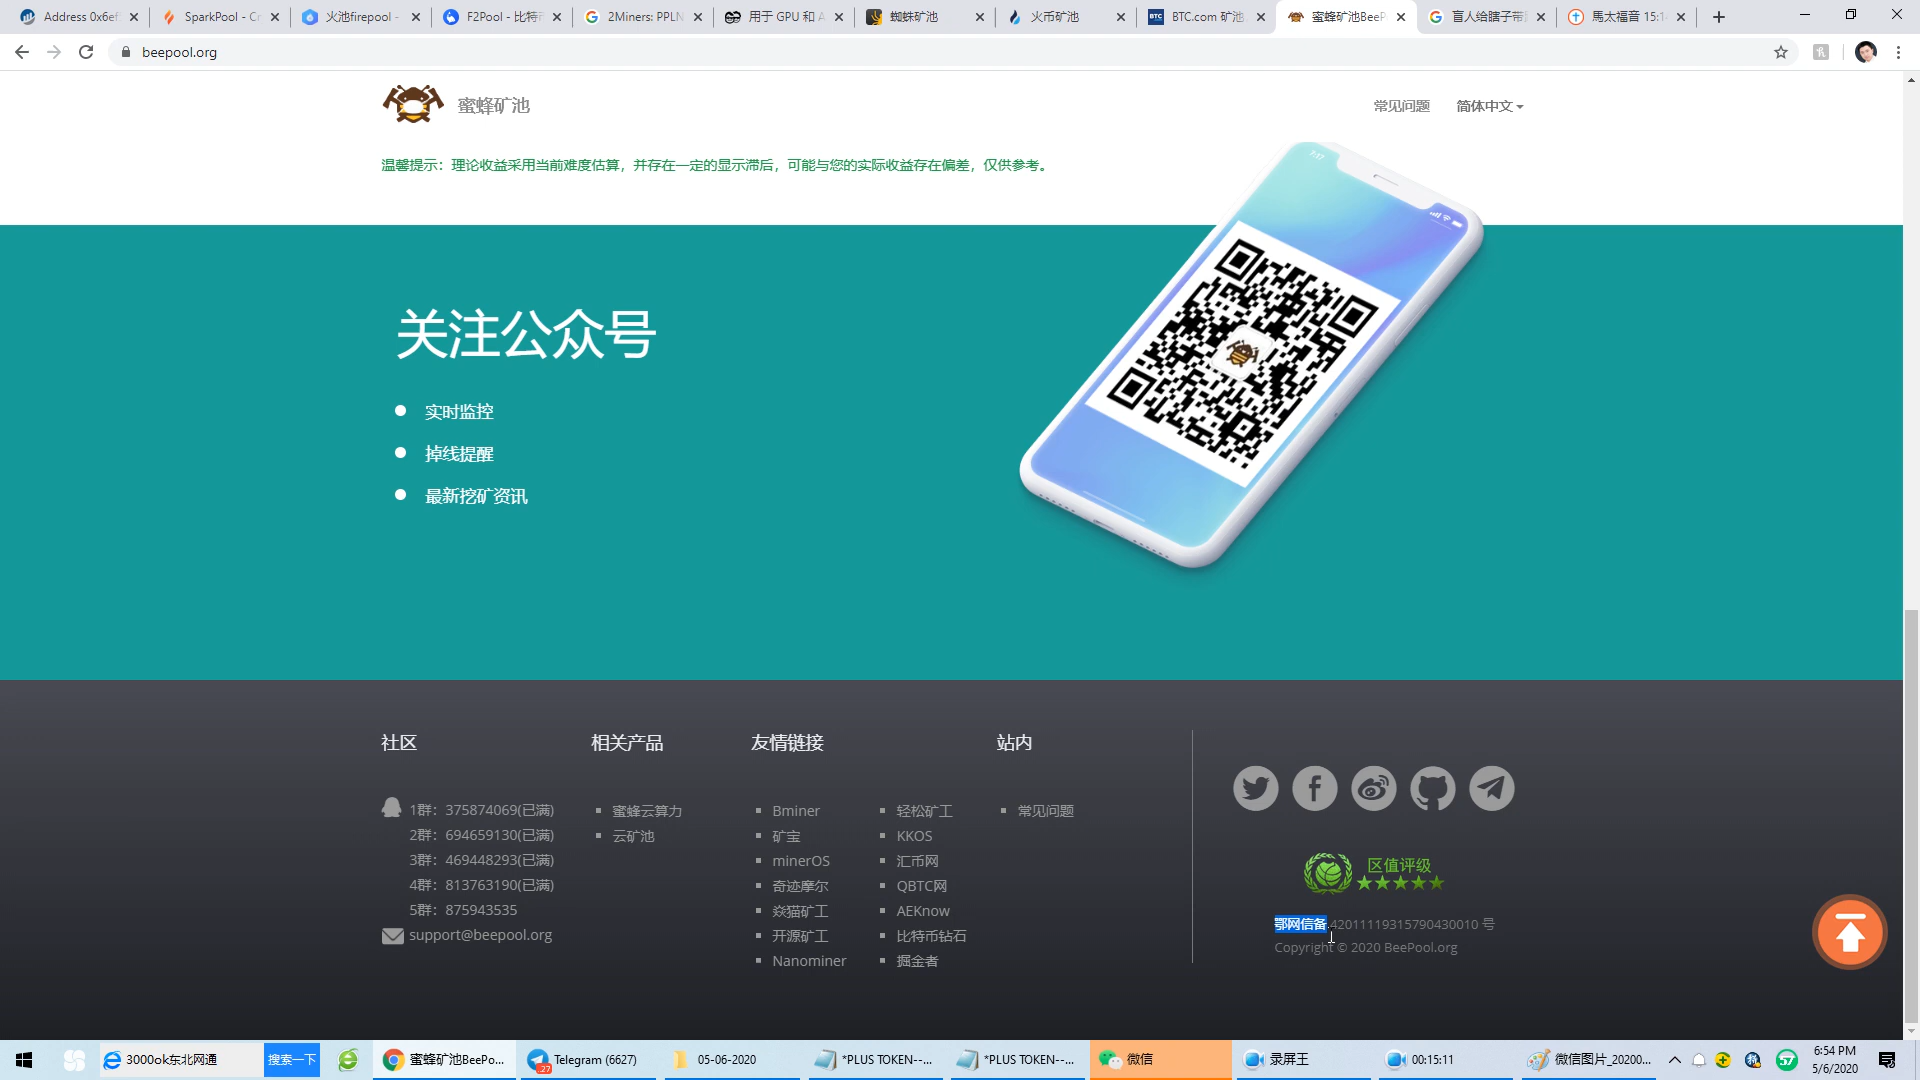 Address 0x6ef
SparkPool - Cr
火池firepool -
F2Pool - 比特币
2Miners: PPLN
用于 GPU 和 A
蜘蛛矿池
火币矿池
BTC.com 矿池
蜜蜂矿池BeeP
盲人给瞎子带
馬太福音 15:14
beepool.org
蜜蜂矿池
常见问题
简体中文
温馨提示：理论收益采用当前难度估算，并存在一定的显示滞后，可能与您的实际收益存在偏差，仅供参考。
关注公众号
实时监控
掉线提醒
最新挖矿资讯
社区
1群：375874069(已满)
2群：694659130(已满)
3群：469448293(已满)
4群：813763190(已满)
5群：875943535
support@beepool.org
相关产品
蜜蜂云算力
云矿池
友情链接
Bminer
矿宝
minerOS
奇迹摩尔
焱猫矿工
开源矿工
Nanominer
轻松矿工
KKOS
汇币网
QBTC网
AEKnow
比特币钻石
掘金者
站内
常见问题
区值评级
鄂网信备 42011119315790430010 号
Copyright © 2020 BeePool.org
3000ok东北网通
搜索一下
蜜蜂矿池BeePo...
Telegram (6627)
05-06-2020
*PLUS TOKEN--...
*PLUS TOKEN--...
微信
录屏王
00:15:11
微信图片_20200...
57
6:54 PM
5/6/2020